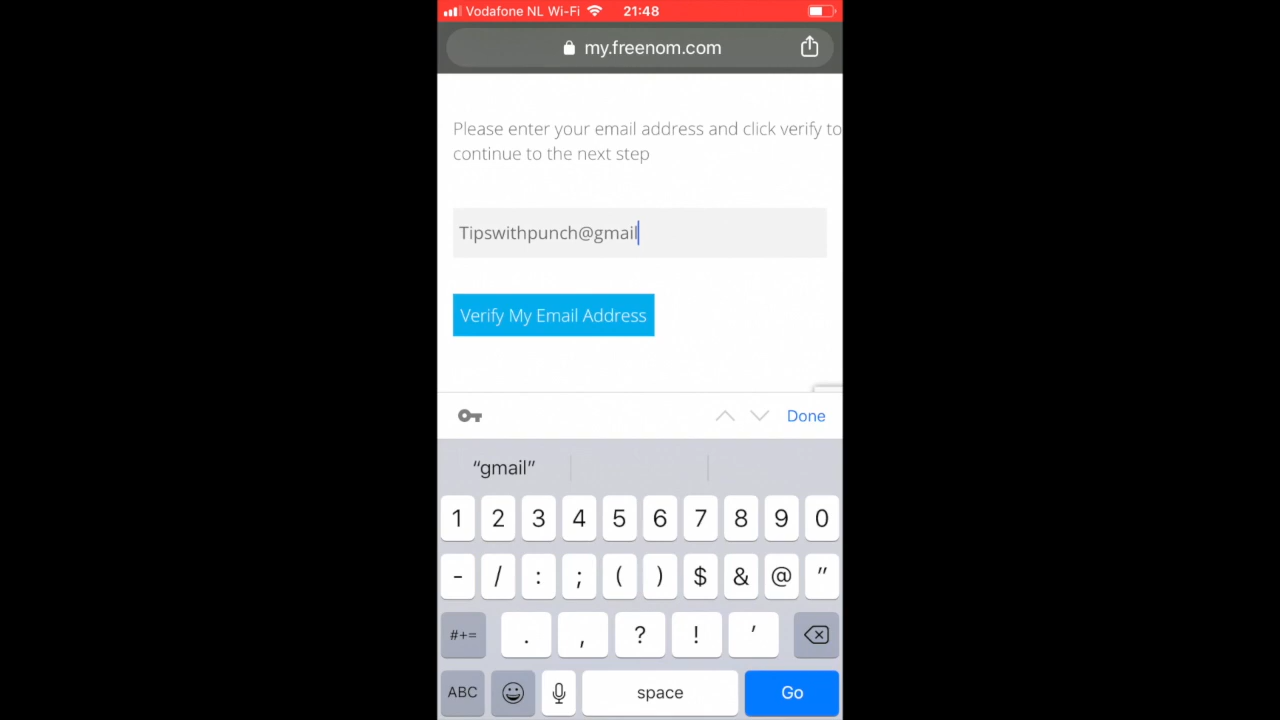 Vodafone NL Wi-Fi 21:48
my.freenom.com
Please enter your email address and click verify to
continue to the next step
Tipswithpunch@gmail
Verify My Email Address
Done
“gmail”
1 2 3 4 5 6 7 8 9 0
- / : ; ( ) $ & @ ”
#+= . , ? ! ’
ABC space Go